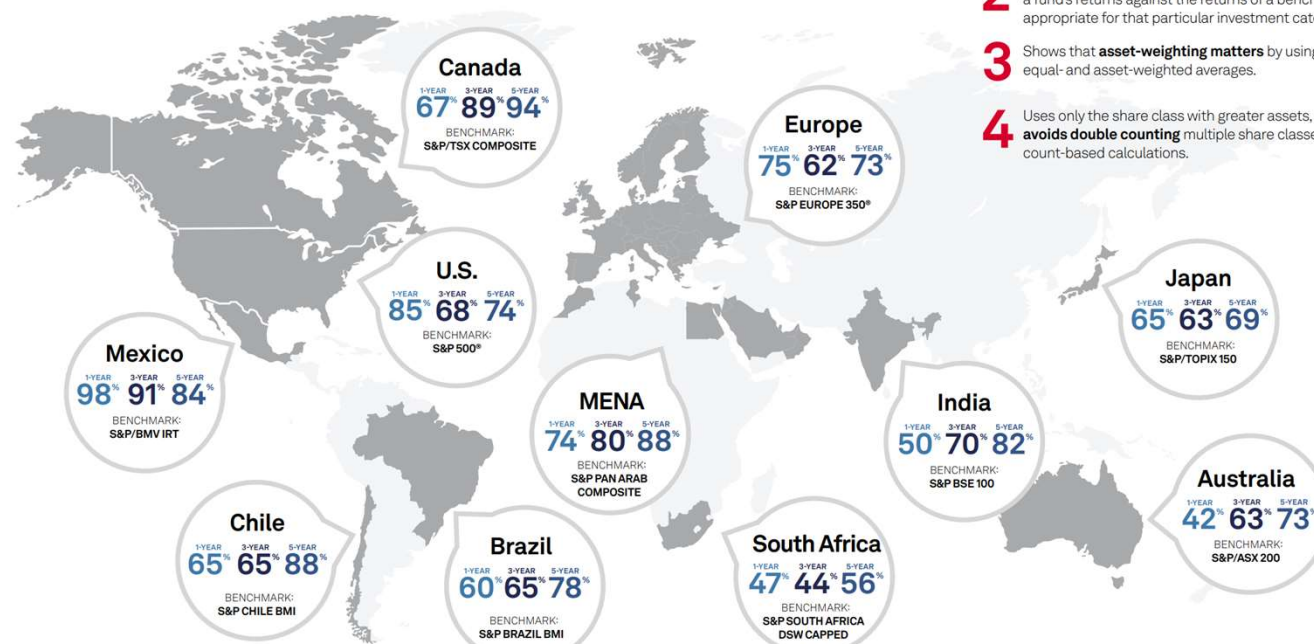 2
a fund's returns against the returns of a
appropriate for that particular investment
3
Shows that asset-weighting matters by using
equal- and asset-weighted averages.
4
Uses only the share class with greater assets,
avoids double counting multiple share
count-based calculations.
Canada
1-YEAR 3-YEAR 5-YEAR
67% 89% 94%
BENCHMARK:
S&P/TSX COMPOSITE
Europe
1-YEAR 3-YEAR 5-YEAR
75% 62% 73%
BENCHMARK:
S&P EUROPE 350®
U.S.
1-YEAR 3-YEAR 5-YEAR
85% 68% 74%
BENCHMARK:
S&P 500®
Japan
1-YEAR 3-YEAR 5-YEAR
65% 63% 69%
BENCHMARK:
S&P/TOPIX 150
Mexico
1-YEAR 3-YEAR 5-YEAR
98% 91% 84%
BENCHMARK:
S&P/BMV IRT
MENA
1-YEAR 3-YEAR 5-YEAR
74% 80% 88%
BENCHMARK:
S&P PAN ARAB
COMPOSITE
India
1-YEAR 3-YEAR 5-YEAR
50% 70% 82%
BENCHMARK:
S&P BSE 100
Australia
1-YEAR 3-YEAR 5-YEAR
42% 63% 73%
BENCHMARK:
S&P/ASX 200
Chile
1-YEAR 3-YEAR 5-YEAR
65% 65% 88%
BENCHMARK:
S&P CHILE BMI
Brazil
1-YEAR 3-YEAR 5-YEAR
60% 65% 78%
BENCHMARK:
S&P BRAZIL BMI
South Africa
1-YEAR 3-YEAR 5-YEAR
47% 44% 56%
BENCHMARK:
S&P SOUTH AFRICA
DSW CAPPED